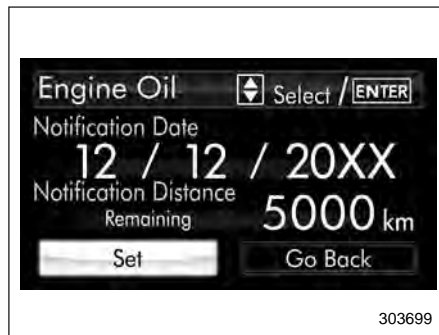 Engine Oil Select / ENTER
Notification Date
12 / 12 / 20XX
Notification Distance
Remaining 5000 km
Set Go Back
303699